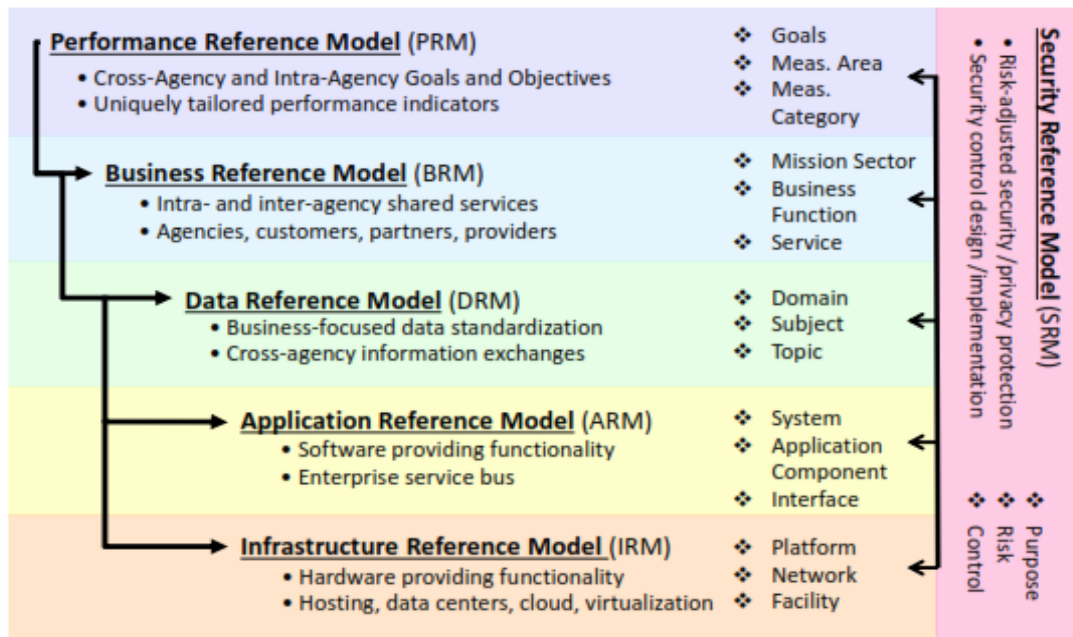 Performance Reference Model (PRM)
• Cross-Agency and Intra-Agency Goals and Objectives
• Uniquely tailored performance indicators
❖ Goals
❖ Meas. Area
❖ Meas.
Category
Business Reference Model (BRM)
• Intra- and inter-agency shared services
• Agencies, customers, partners, providers
❖ Mission Sector
❖ Business
Function
❖ Service
Data Reference Model (DRM)
• Business-focused data standardization
• Cross-agency information exchanges
❖ Domain
❖ Subject
❖ Topic
Application Reference Model (ARM)
• Software providing functionality
• Enterprise service bus
❖ System
❖ Application
Component
❖ Interface
Infrastructure Reference Model (IRM)
• Hardware providing functionality
• Hosting, data centers, cloud, virtualization
❖ Platform
❖ Network
❖ Facility
Security Reference Model (SRM)
• Risk-adjusted security/privacy protection
• Security control design/implementation
❖ Purpose
❖ Risk
❖ Control